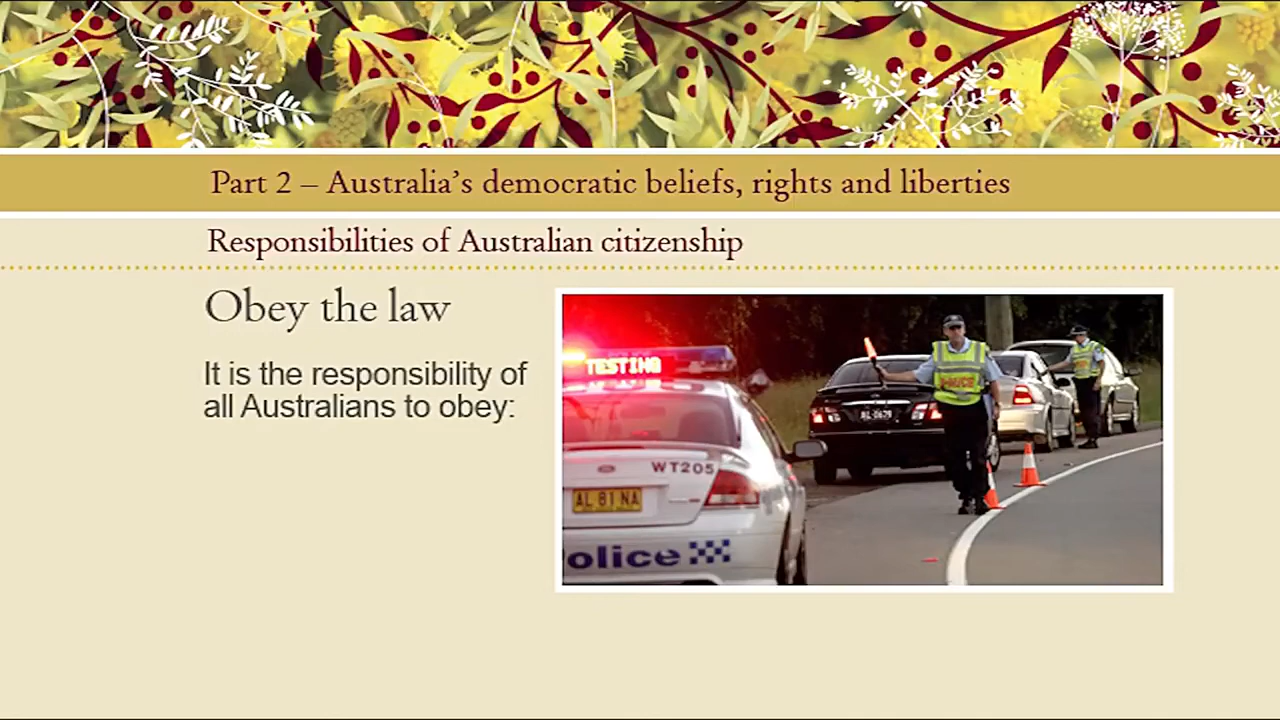 Part 2 – Australia's democratic beliefs, rights and liberties
Responsibilities of Australian citizenship
Obey the law
It is the responsibility of
all Australians to obey:
TESTING
WT205
AL 81 NA
olice
POLICE